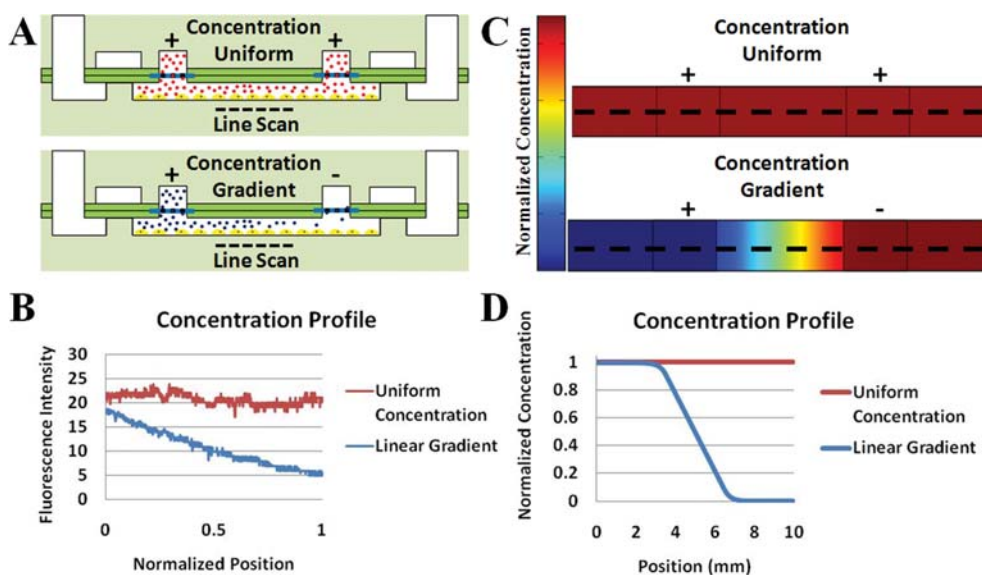 A
Concentration
Uniform
+ +
Line Scan
Concentration
Gradient
+ -
Line Scan
B
Concentration Profile
Fluorescence Intensity
30
25
20
15
10
5
0
0 0.5 1
Normalized Position
Uniform
Concentration
Linear Gradient
C
Normalized Concentration
Concentration
Uniform
+ +
Concentration
Gradient
+ -
D
Concentration Profile
Normalized Concentration
1
0.8
0.6
0.4
0.2
0
0 2 4 6 8 10
Position (mm)
Uniform
Concentration
Linear Gradient